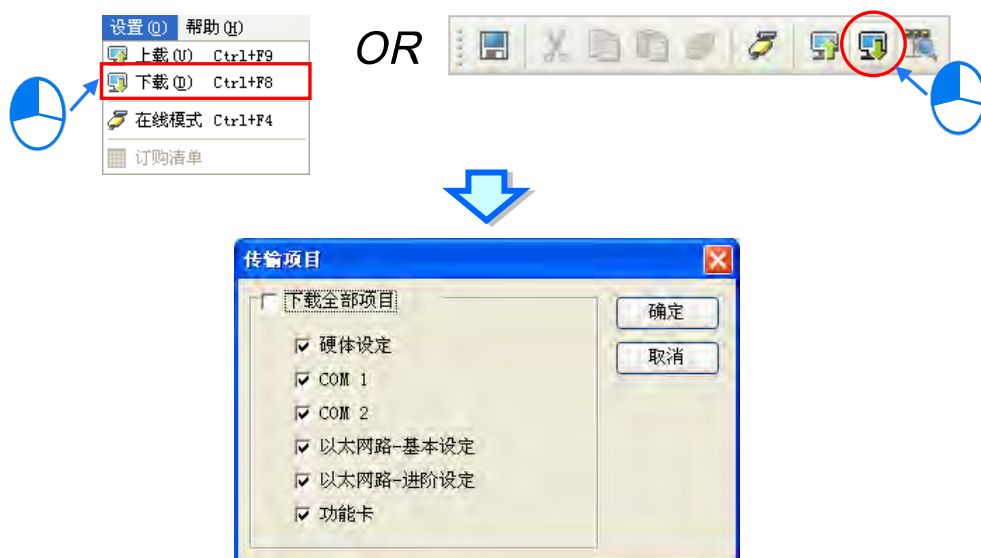 设置(O) 帮助(H)
上载(U) Ctrl+F9
下载(D) Ctrl+F8
在线模式 Ctrl+F4
订购清单
OR
传输项目
下载全部项目
确定
硬体设定
取消
COM 1
COM 2
以太网路-基本设定
以太网路-进阶设定
功能卡